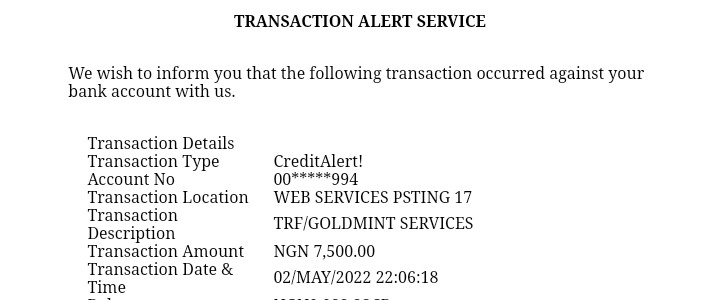 TRANSACTION ALERT SERVICE
We wish to inform you that the following transaction occurred against your
bank account with us.
Transaction Details
Transaction Type CreditAlert!
Account No 00*****994
Transaction Location WEB SERVICES PSTING 17
Transaction
Description TRF/GOLDMINT SERVICES
Transaction Amount NGN 7,500.00
Transaction Date &
Time 02/MAY/2022 22:06:18